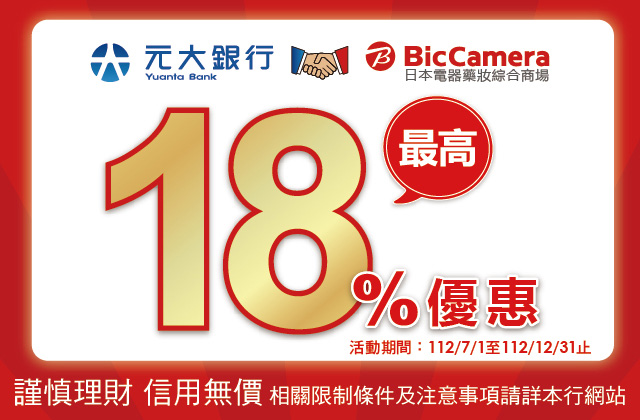 元大銀行
Yuanta Bank
B BicCamera
日本電器藥妝綜合商場
最高
18
%優惠
活動期間：112/7/1至112/12/31止
謹慎理財 信用無價 相關限制條件及注意事項請詳本行網站